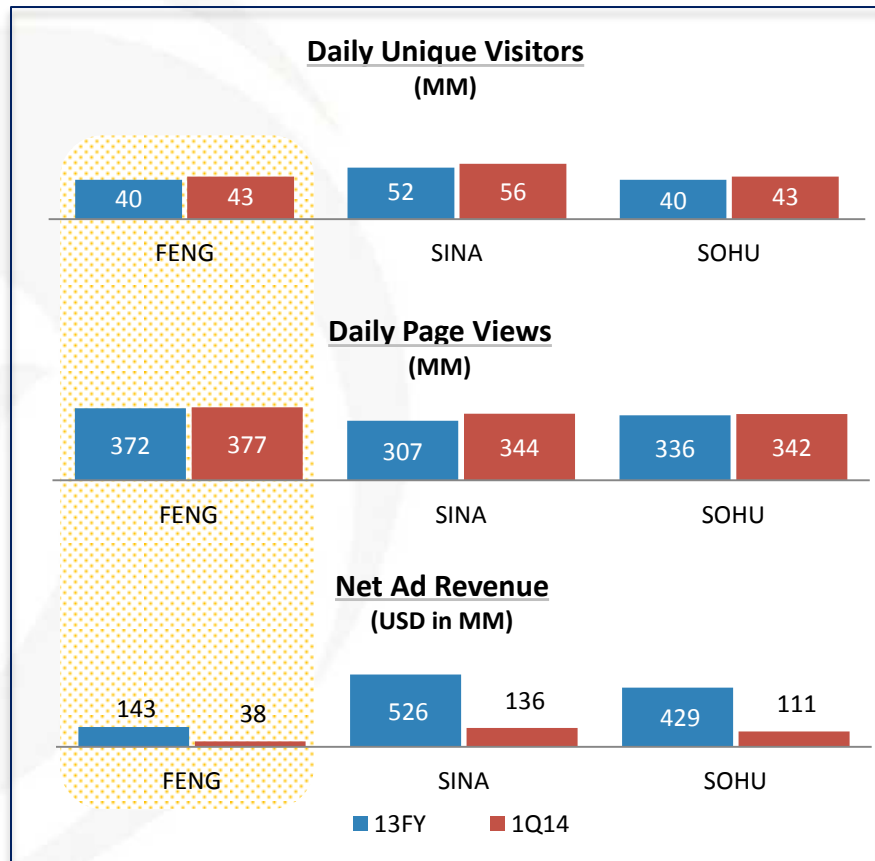 Daily Unique Visitors
(MM)
40 43 52 56 40 43
FENG SINA SOHU
Daily Page Views
(MM)
372 377 307 344 336 342
FENG SINA SOHU
Net Ad Revenue
(USD in MM)
143 38 526 136 429 111
FENG SINA SOHU
13FY 1Q14